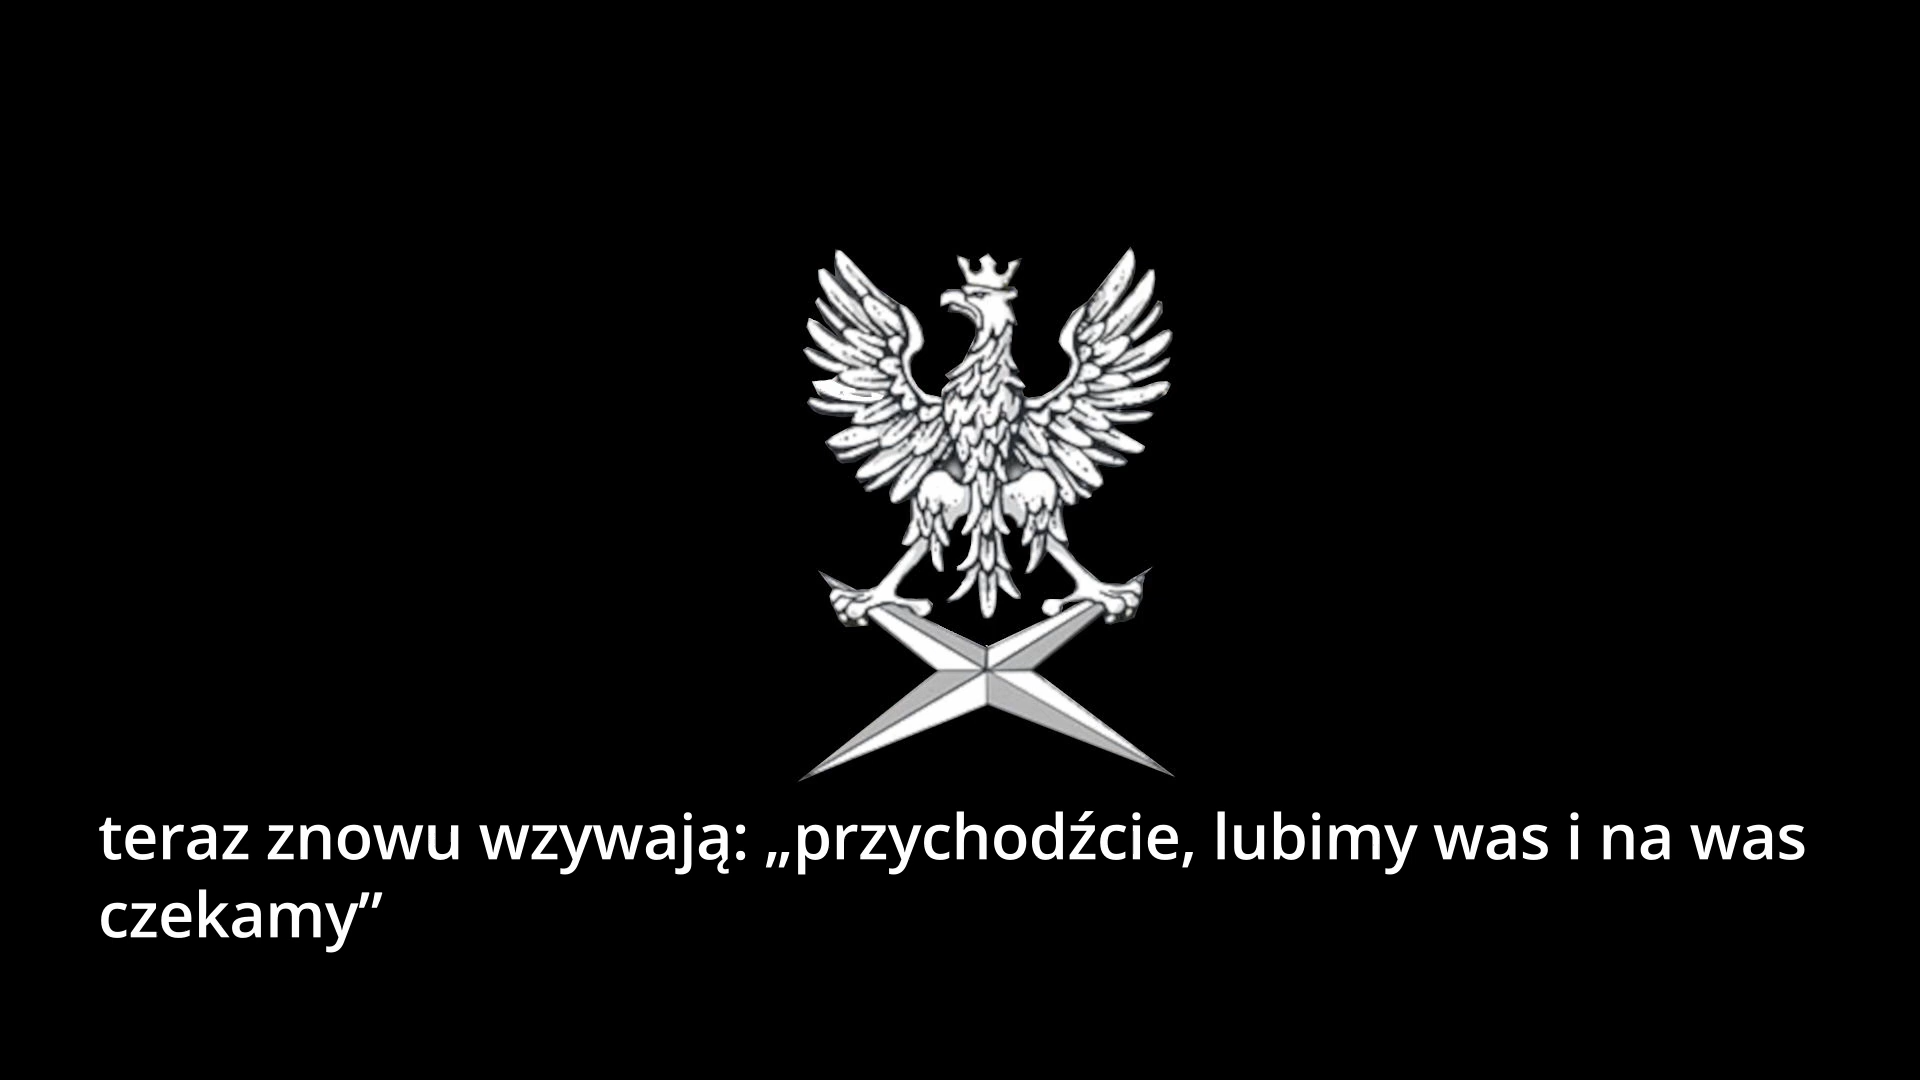 teraz znowu wzywają: „przychodźcie, lubimy was i na was
czekamy”